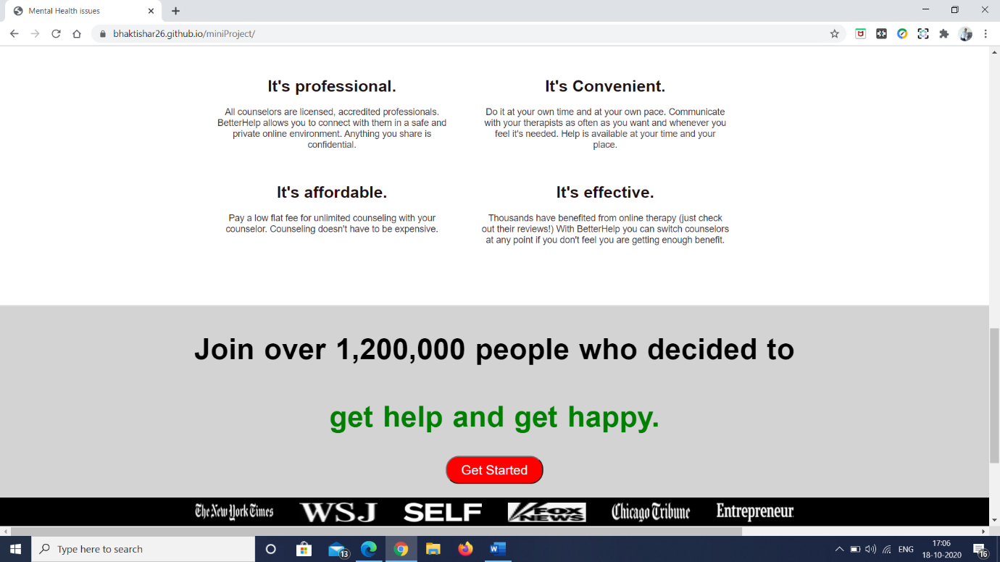 Mental Health issues
bhaktishar26.github.io/miniProject/
It's professional.
All counselors are licensed, accredited professionals.
BetterHelp allows you to connect with them in a safe and
private online environment. Anything you share is
confidential.
It's Convenient.
Do it at your own time and at your own pace. Communicate
with your therapists as often as you want and whenever you
feel it's needed. Help is available at your time and your
place.
It's affordable.
Pay a low flat fee for unlimited counseling with your
counselor. Counseling doesn't have to be expensive.
It's effective.
Thousands have benefited from online therapy (just check
out their reviews!) With BetterHelp you can switch counselors
at any point if you don't feel you are getting enough benefit.
Join over 1,200,000 people who decided to
get help and get happy.
Get Started
The New York Times WSJ SELF FOX NEWS Chicago Tribune Entrepreneur
Type here to search
13
W
ENG
17:06
18-10-2020
16